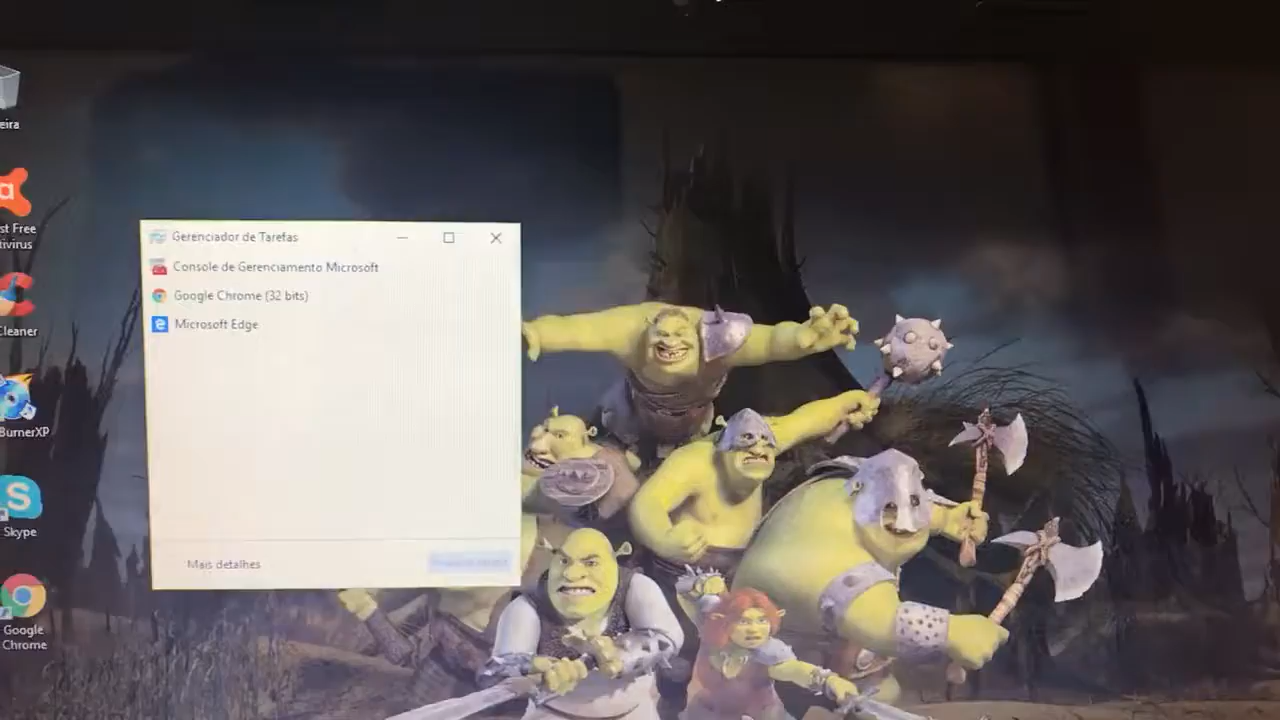 eira
st Free
tivirus
Cleaner
BurnerXP
Skype
Google
Chrome
Gerenciador de Tarefas
Console de Gerenciamento Microsoft
Google Chrome (32 bits)
Microsoft Edge
Mais detalhes